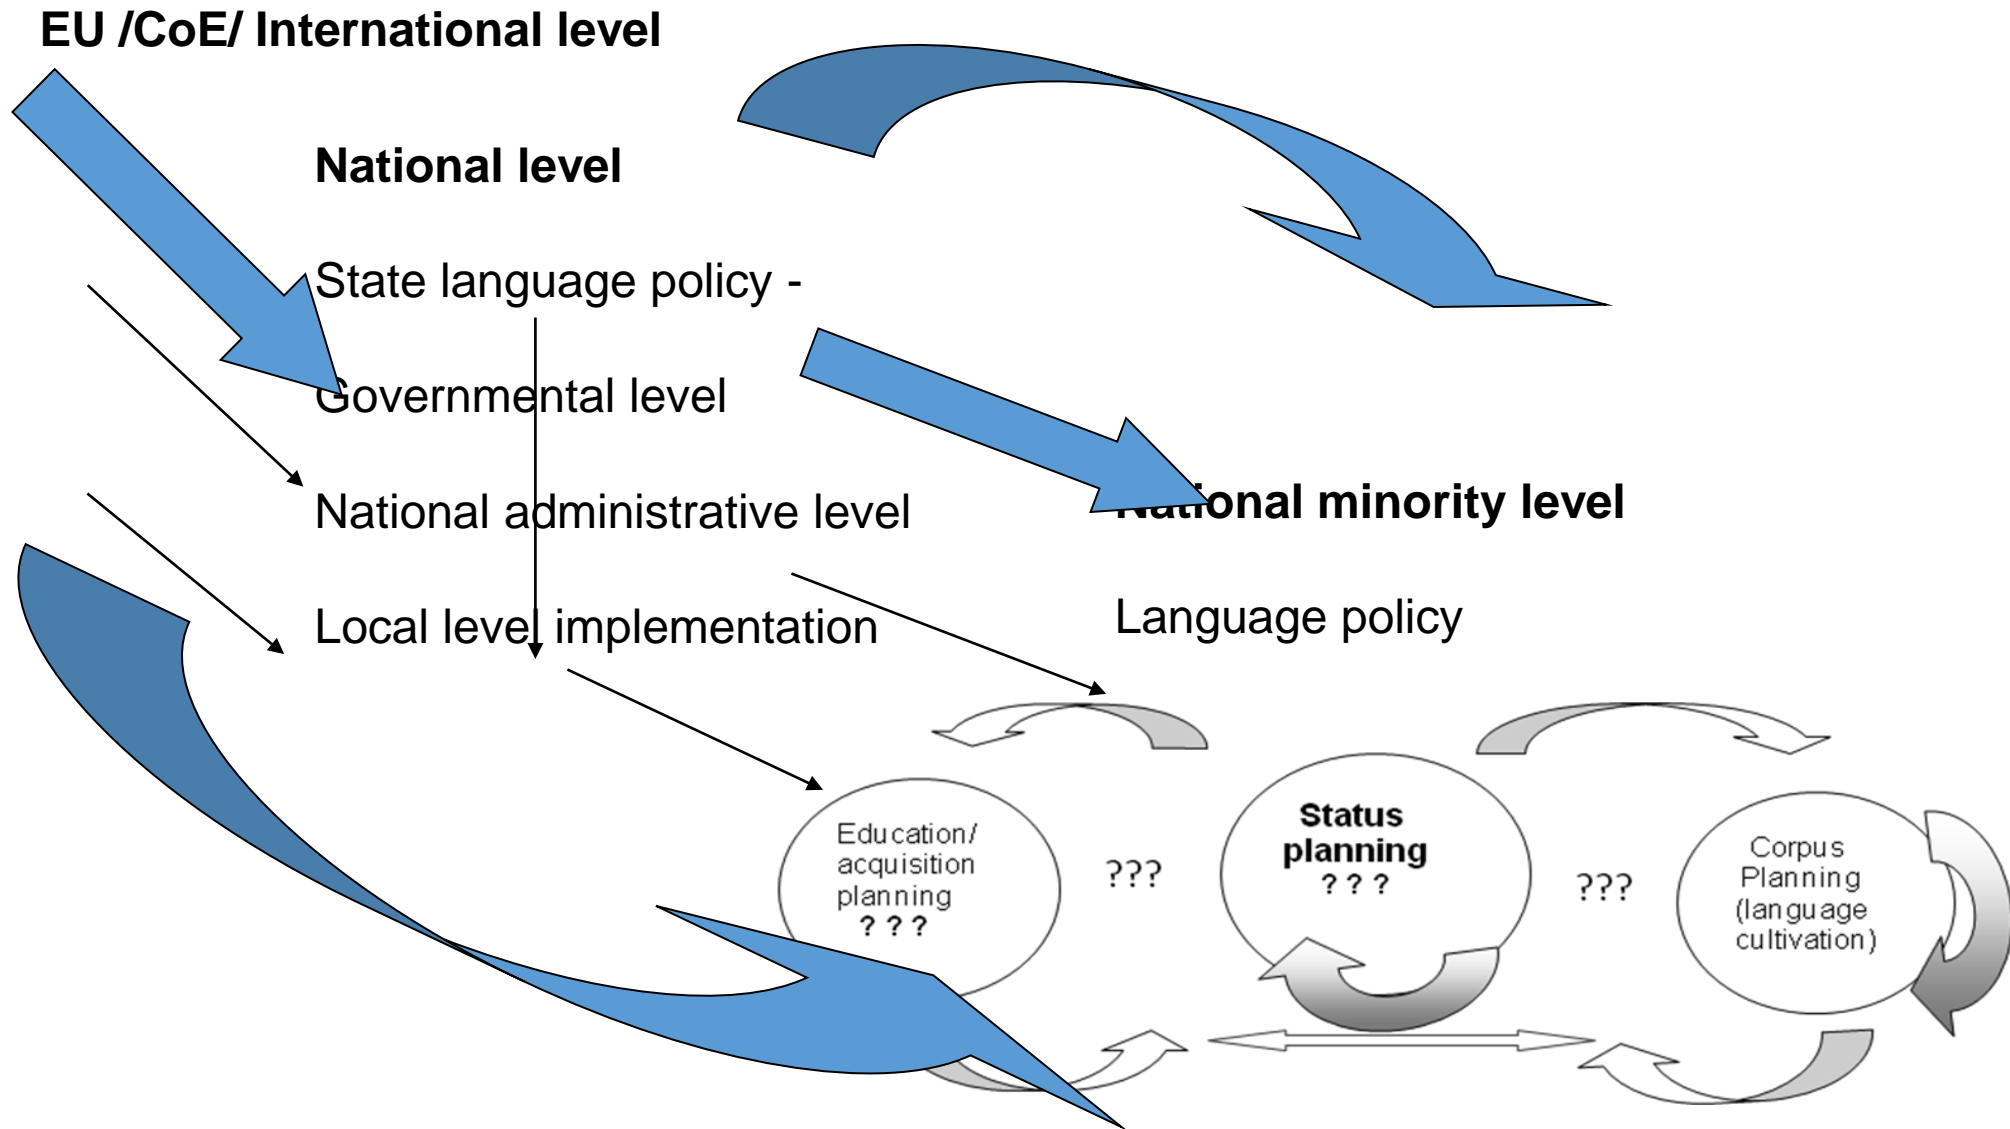 EU /CoE/ International level
National level
State language policy -
Governmental level
National administrative level
Local level implementation
National minority level
Language policy
Education/
acquisition
planning
? ? ?
???
Status
planning
? ? ?
???
Corpus
Planning
(language
cultivation)